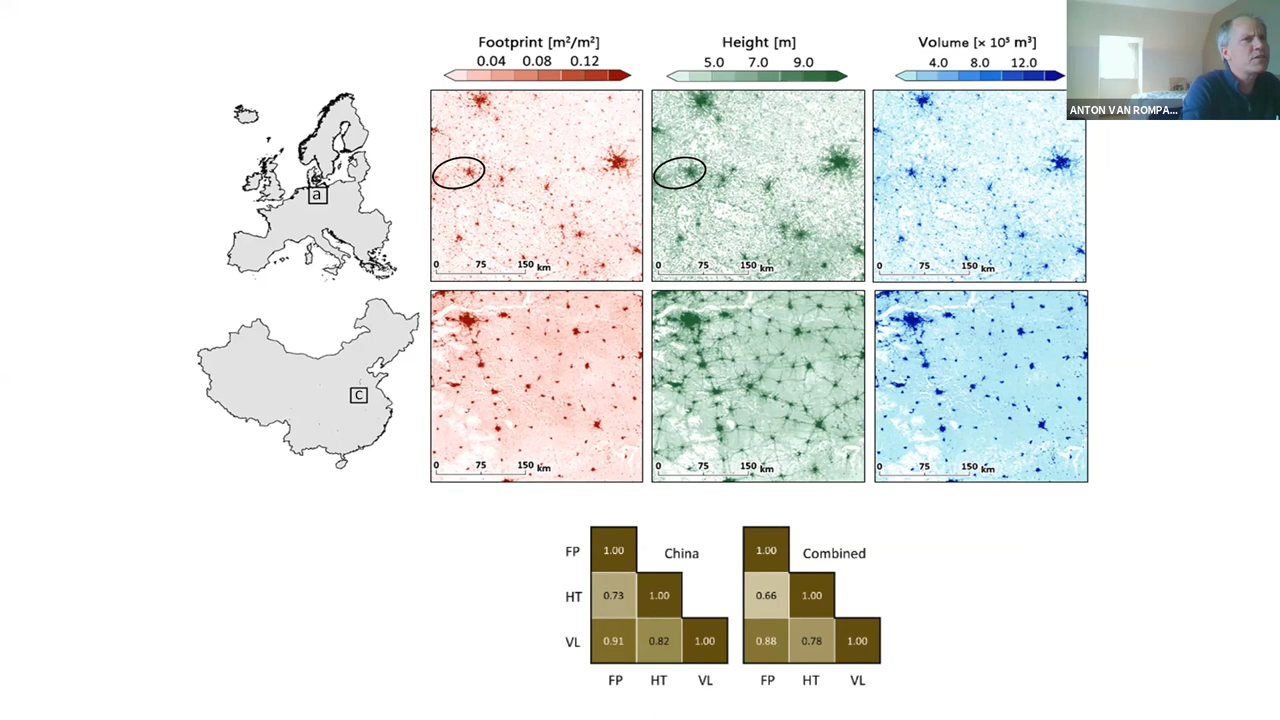 Footprint [m²/m²]
Height [m]
Volume [× 10⁵ m³]
0.04 0.08 0.12
5.0 7.0 9.0
4.0 8.0 12.0
ANTON VAN ROMPA...
a
0 75 150 km
0 75 150 km
0 75 150 km
c
0 75 150 km
0 75 150 km
0 75 150 km
FP 1.00 China
1.00 Combined
HT 0.73 1.00
0.66 1.00
VL 0.91 0.82 1.00
0.88 0.78 1.00
FP HT VL
FP HT VL